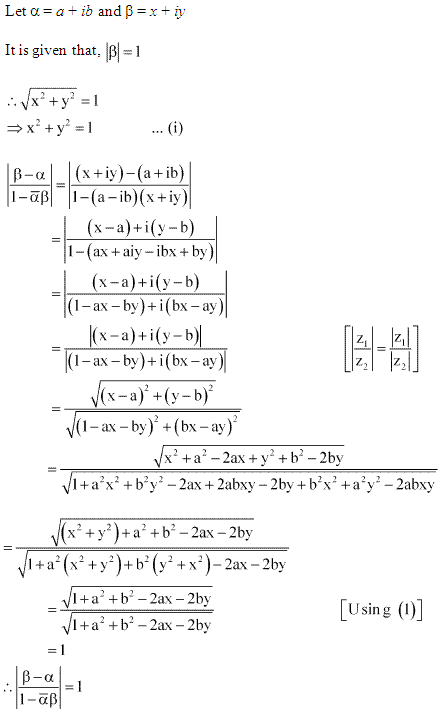 Let α = a + ib and β = x + iy
It is given that, |β| = 1
∴ √(x² + y²) = 1
⇒ x² + y² = 1 ... (i)
|(β − α)/(1 − α̅β)| = |((x + iy) − (a + ib))/(1 − (a − ib)(x + iy))|
= |((x − a) + i(y − b))/(1 − (ax + aiy − ibx + by))|
= |((x − a) + i(y − b))/((1 − ax − by) + i(bx − ay))|
= |(x − a) + i(y − b)|/|(1 − ax − by) + i(bx − ay)| [|z₁/z₂| = |z₁|/|z₂|]
= √((x − a)² + (y − b)²)/√((1 − ax − by)² + (bx − ay)²)
= √(x² + a² − 2ax + y² + b² − 2by)/√(1 + a²x² + b²y² − 2ax + 2abxy − 2by + b²x² + a²y² − 2abxy)
= √((x² + y²) + a² + b² − 2ax − 2by)/√(1 + a²(x² + y²) + b²(y² + x²) − 2ax − 2by)
= √(1 + a² + b² − 2ax − 2by)/√(1 + a² + b² − 2ax − 2by) [Using (1)]
= 1
∴ |(β − α)/(1 − α̅β)| = 1